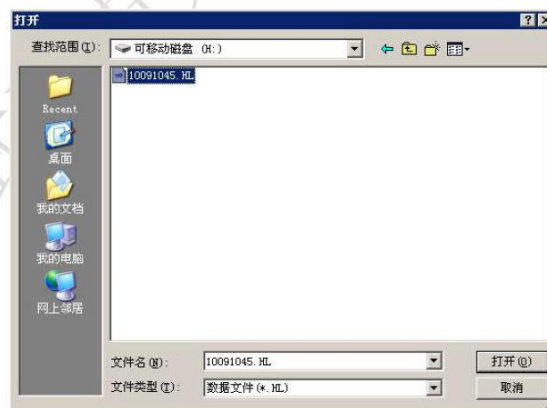 打开
查找范围(I): 可移动磁盘 (H:)
10091045.HL
Recent
桌面
我的文档
我的电脑
网上邻居
文件名(N): 10091045.HL 打开(O)
文件类型(T): 数据文件(*.HL) 取消